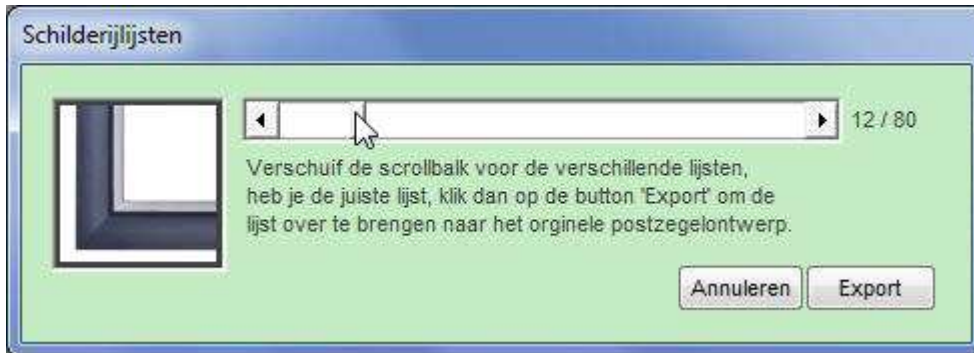 Schilderijlijsten
12 / 80
Verschuif de scrollbalk voor de verschillende lijsten,
heb je de juiste lijst, klik dan op de button 'Export' om de
lijst over te brengen naar het orginele postzegelontwerp.
Annuleren
Export